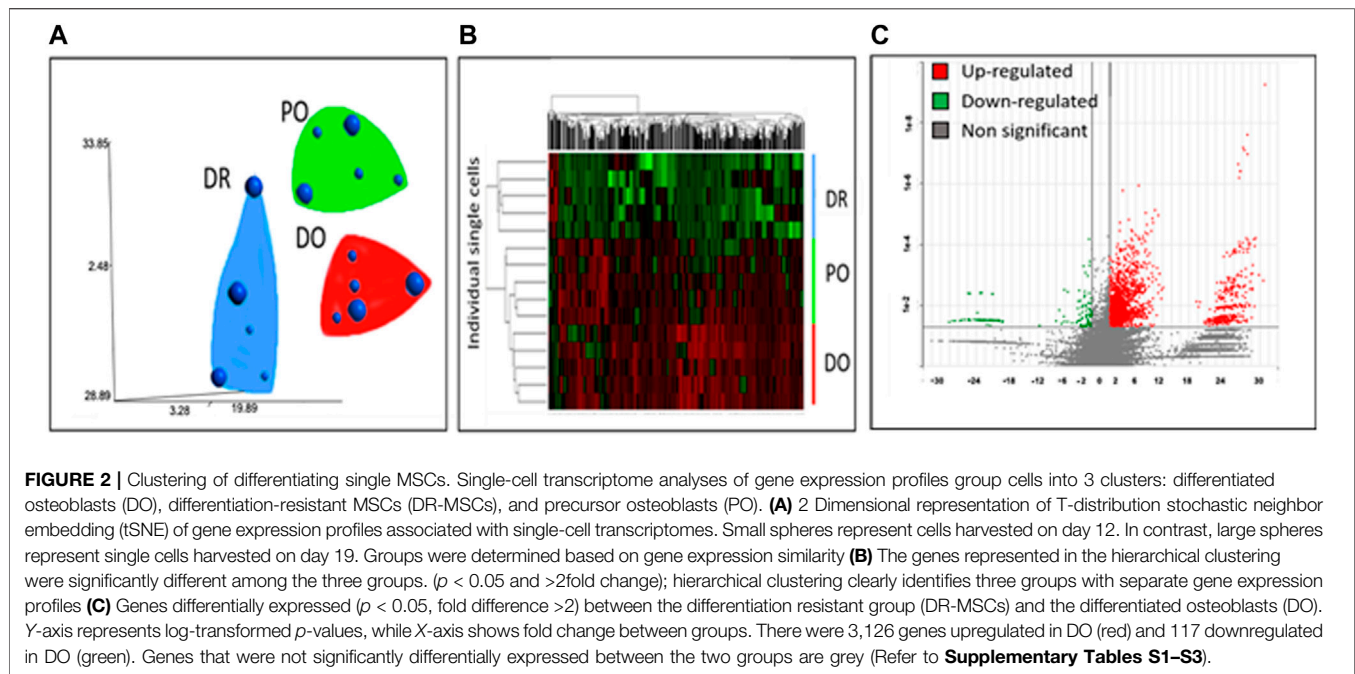 A
B
C
PO
DR
DO
33.85
2.48
28.89
3.28
19.89
Individual single cells
DR
PO
DO
Up-regulated
Down-regulated
Non significant
1e-8
1e-6
1e-4
1e-2
-30 -24 -18 -12 -6 -2 0 2 6 12 18 24 30
FIGURE 2 | Clustering of differentiating single MSCs. Single-cell transcriptome analyses of gene expression profiles group cells into 3 clusters: differentiated
osteoblasts (DO), differentiation-resistant MSCs (DR-MSCs), and precursor osteoblasts (PO). (A) 2 Dimensional representation of T-distribution stochastic neighbor
embedding (tSNE) of gene expression profiles associated with single-cell transcriptomes. Small spheres represent cells harvested on day 12. In contrast, large spheres
represent single cells harvested on day 19. Groups were determined based on gene expression similarity (B) The genes represented in the hierarchical clustering
were significantly different among the three groups. (p < 0.05 and >2fold change); hierarchical clustering clearly identifies three groups with separate gene expression
profiles (C) Genes differentially expressed (p < 0.05, fold difference >2) between the differentiation resistant group (DR-MSCs) and the differentiated osteoblasts (DO).
Y-axis represents log-transformed p-values, while X-axis shows fold change between groups. There were 3,126 genes upregulated in DO (red) and 117 downregulated
in DO (green). Genes that were not significantly differentially expressed between the two groups are grey (Refer to Supplementary Tables S1–S3).